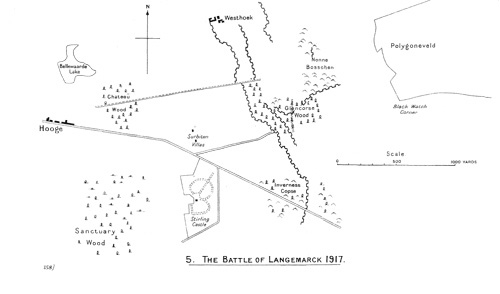 N
Westhoek
Bellewaarde
Lake
Nonne
Bosschen
Polygoneveld
Chateau
Wood
Glencorse
Wood
Black Watch
Corner
Hooge
Surbiton
Villas
Scale.
0 500 1000 YARDS
Inverness
Copse
Stirling
Castle
Sanctuary
Wood
5. THE BATTLE OF LANGEMARCK 1917.
158)